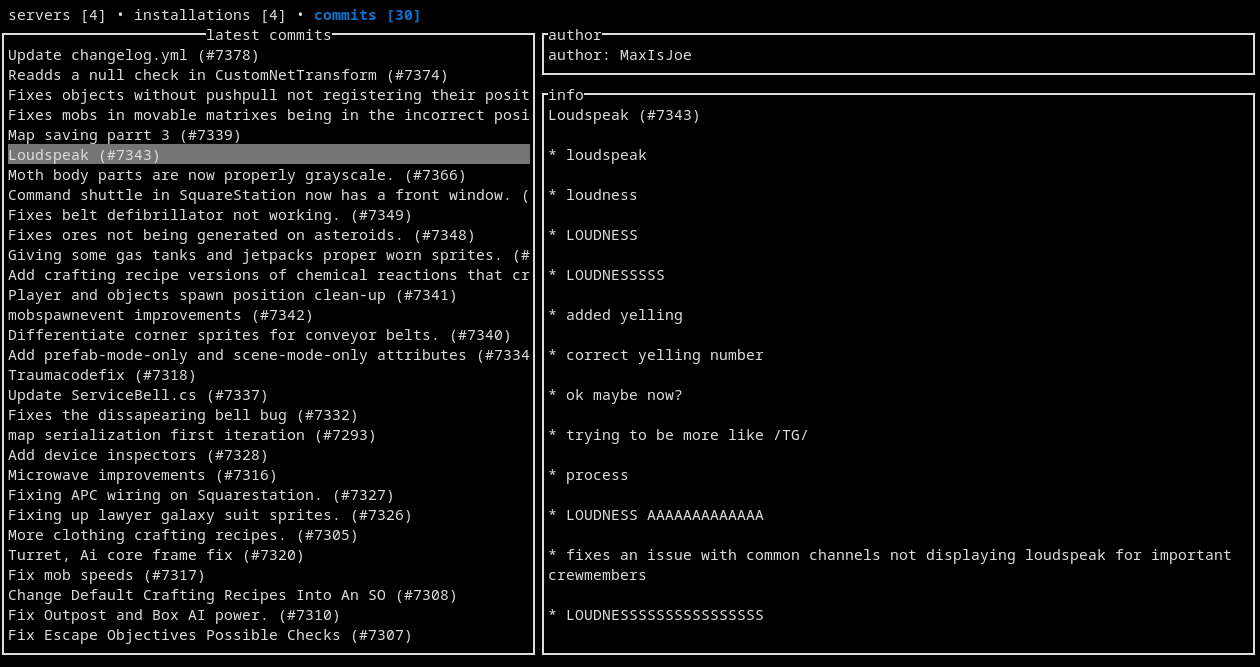 servers [4] • installations [4] • commits [30]
latest commits
Update changelog.yml (#7378)
Readds a null check in CustomNetTransform (#7374)
Fixes objects without pushpull not registering their posit
Fixes mobs in movable matrixes being in the incorrect posi
Map saving parrt 3 (#7339)
Loudspeak (#7343)
Moth body parts are now properly grayscale. (#7366)
Command shuttle in SquareStation now has a front window. (
Fixes belt defibrillator not working. (#7349)
Fixes ores not being generated on asteroids. (#7348)
Giving some gas tanks and jetpacks proper worn sprites. (#
Add crafting recipe versions of chemical reactions that cr
Player and objects spawn position clean-up (#7341)
mobspawnevent improvements (#7342)
Differentiate corner sprites for conveyor belts. (#7340)
Add prefab-mode-only and scene-mode-only attributes (#7334
Traumacodefix (#7318)
Update ServiceBell.cs (#7337)
Fixes the dissapearing bell bug (#7332)
map serialization first iteration (#7293)
Add device inspectors (#7328)
Microwave improvements (#7316)
Fixing APC wiring on Squarestation. (#7327)
Fixing up lawyer galaxy suit sprites. (#7326)
More clothing crafting recipes. (#7305)
Turret, Ai core frame fix (#7320)
Fix mob speeds (#7317)
Change Default Crafting Recipes Into An SO (#7308)
Fix Outpost and Box AI power. (#7310)
Fix Escape Objectives Possible Checks (#7307)
author
author: MaxIsJoe
info
Loudspeak (#7343)
* loudspeak
* loudness
* LOUDNESS
* LOUDNESSSSS
* added yelling
* correct yelling number
* ok maybe now?
* trying to be more like /TG/
* process
* LOUDNESS AAAAAAAAAAAAA
* fixes an issue with common channels not displaying loudspeak for important
crewmembers
* LOUDNESSSSSSSSSSSSSSSS